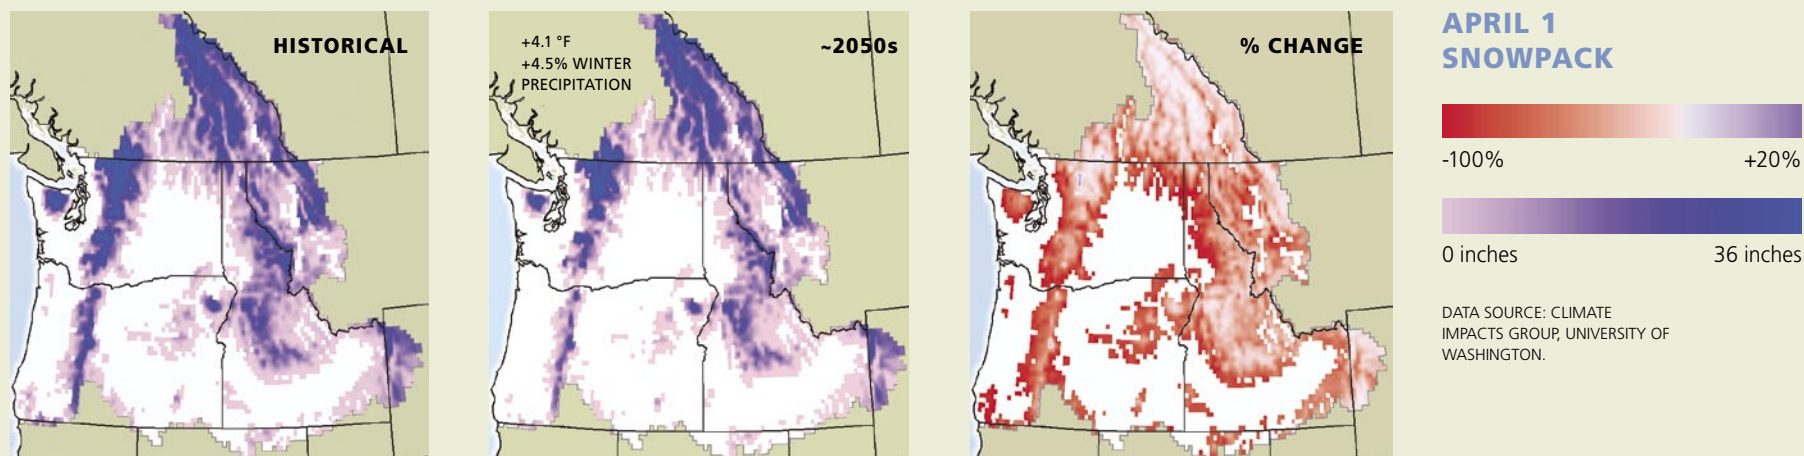 HISTORICAL
+4.1 °F
+4.5% WINTER
PRECIPITATION
~2050s
% CHANGE
APRIL 1
SNOWPACK
-100%
+20%
0 inches
36 inches
DATA SOURCE: CLIMATE
IMPACTS GROUP, UNIVERSITY OF
WASHINGTON.